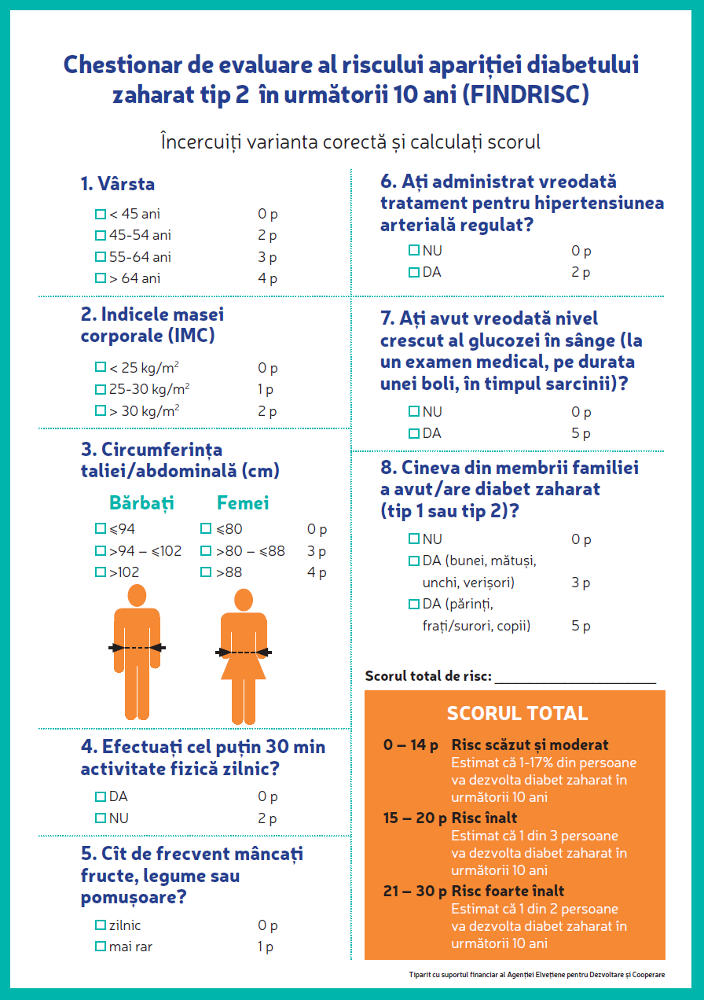 Chestionar de evaluare al riscului apariției diabetului
zaharat tip 2 în următorii 10 ani (FINDRISC)
Încercuiți varianta corectă și calculați scorul
1. Vârsta
< 45 ani 0 p
45-54 ani 2 p
55-64 ani 3 p
> 64 ani 4 p
2. Indicele masei
corporale (IMC)
< 25 kg/m² 0 p
25-30 kg/m² 1 p
> 30 kg/m² 2 p
3. Circumferința
taliei/abdominală (cm)
Bărbați Femei
⩽94 ⩽80 0 p
>94 – ⩽102 >80 – ⩽88 3 p
>102 >88 4 p
4. Efectuați cel puțin 30 min
activitate fizică zilnic?
DA 0 p
NU 2 p
5. Cît de frecvent mâncați
fructe, legume sau
pomușoare?
zilnic 0 p
mai rar 1 p
6. Ați administrat vreodată
tratament pentru hipertensiunea
arterială regulat?
NU 0 p
DA 2 p
7. Ați avut vreodată nivel
crescut al glucozei în sânge (la
un examen medical, pe durata
unei boli, în timpul sarcinii)?
NU 0 p
DA 5 p
8. Cineva din membrii familiei
a avut/are diabet zaharat
(tip 1 sau tip 2)?
NU 0 p
DA (bunei, mătuși,
unchi, verișori) 3 p
DA (părinți,
frați/surori, copii) 5 p
Scorul total de risc: ____________________
SCORUL TOTAL
0 – 14 p Risc scăzut și moderat
Estimat că 1-17% din persoane
va dezvolta diabet zaharat în
următorii 10 ani
15 – 20 p Risc înalt
Estimat că 1 din 3 persoane
va dezvolta diabet zaharat în
următorii 10 ani
21 – 30 p Risc foarte înalt
Estimat că 1 din 2 persoane
va dezvolta diabet zaharat în
următorii 10 ani
Tiparit cu suportul financiar al Agenției Elvețiene pentru Dezvoltare și Cooperare